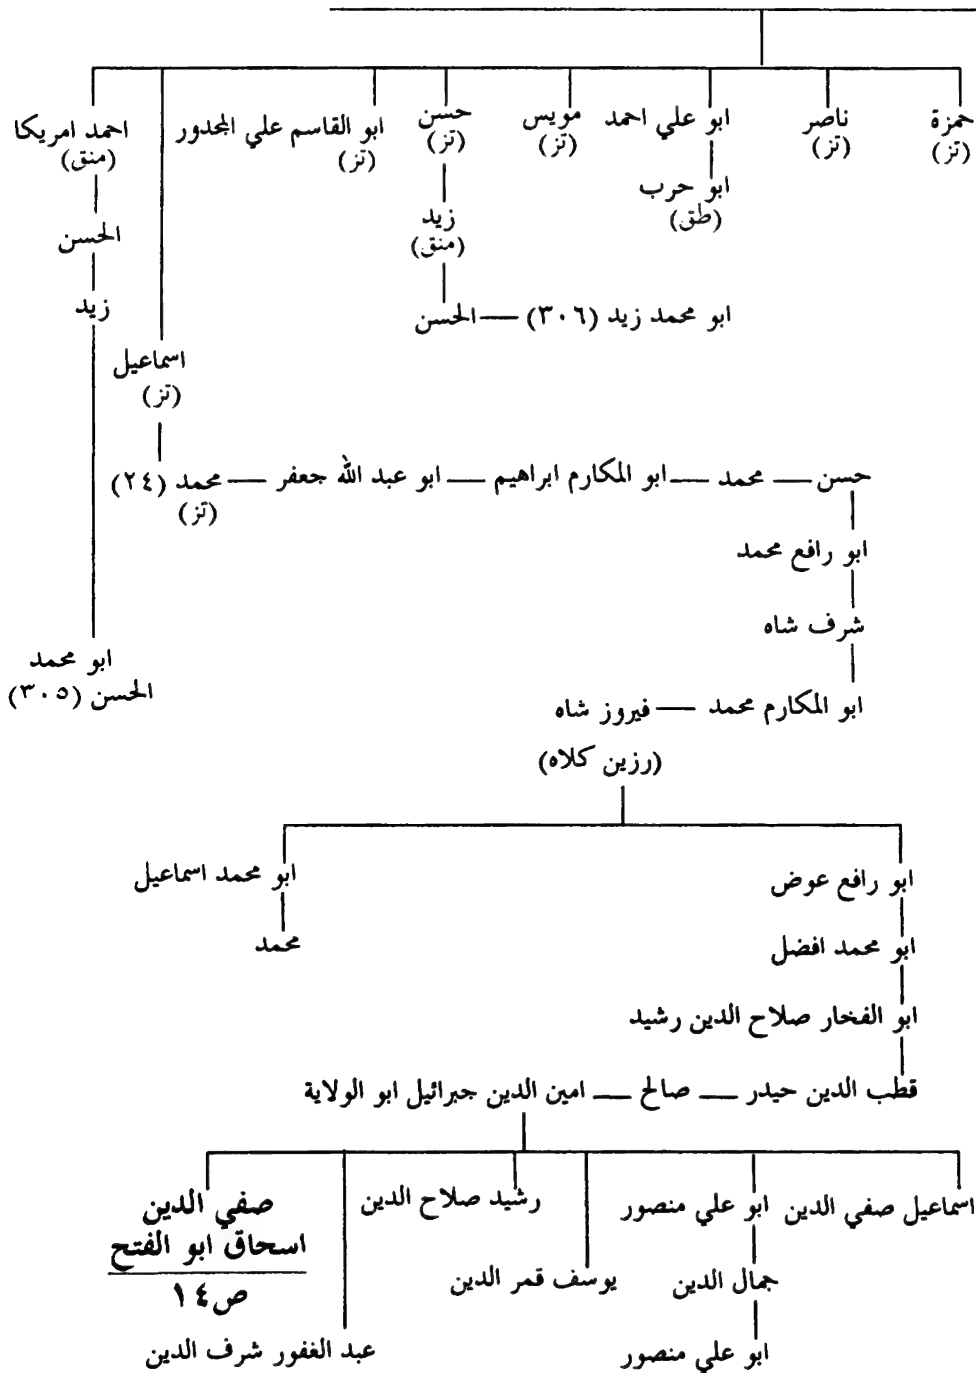 حمزة
(تز)
ناصر
(تز)
ابو علي احمد
ابو حرب
(طق)
مويس
(تز)
حسن
(تز)
زيد
(منق)
الحسن — ابو محمد زيد (٣٠٦)
ابو القاسم علي المجدور
(تز)
احمد امريكا
(منق)
الحسن
زيد
ابو محمد
الحسن (٣٠٥)
اسماعيل
(تز)
حسن — محمد — ابو المكارم ابراهيم — ابو عبد الله جعفر — محمد (٢٤)
(تز)
ابو رافع محمد
شرف شاه
ابو المكارم محمد — فيروز شاه
(رزين كلاه)
ابو رافع عوض
ابو محمد اسماعيل
ابو محمد افضل
محمد
ابو الفخار صلاح الدين رشيد
قطب الدين حيدر — صالح — امين الدين جبرائيل ابو الولاية
اسماعيل صفي الدين
ابو علي منصور
جمال الدين
ابو علي منصور
يوسف قمر الدين
رشيد صلاح الدين
عبد الغفور شرف الدين
صفي الدين
اسحاق ابو الفتح
ص١٤